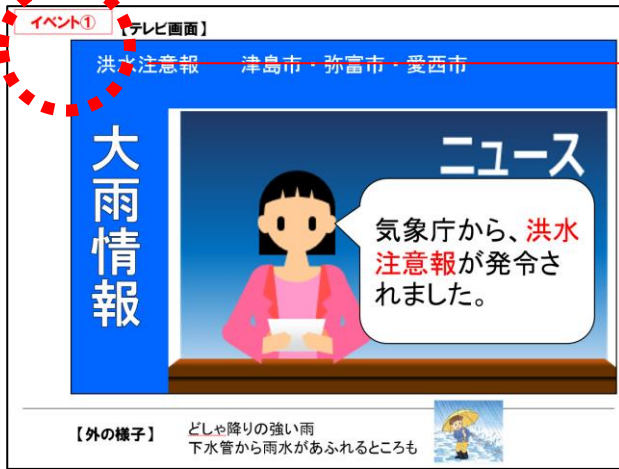 イベント①
【テレビ画面】
洪水注意報　津島市・弥富市・愛西市
大雨情報
ニュース
気象庁から、洪水
注意報が発令さ
れました。
【外の様子】　どしゃ降りの強い雨
下水管から雨水があふれるところも